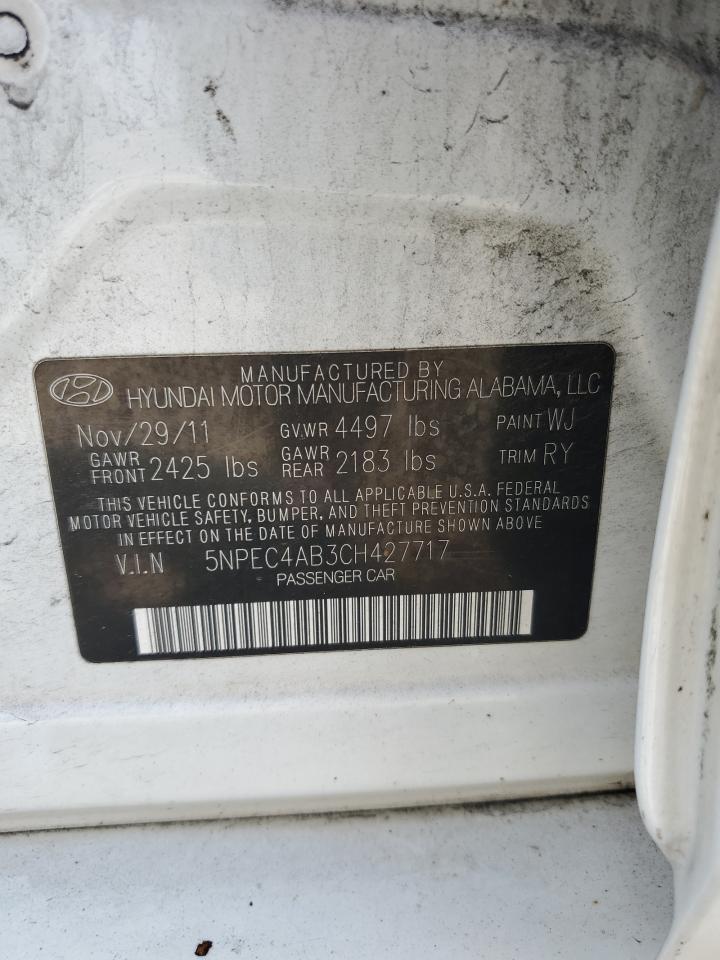 MANUFACTURED BY
HYUNDAI MOTOR MANUFACTURING ALABAMA, LLC
Nov/29/11 GVWR 4497 lbs PAINT WJ
GAWR FRONT 2425 lbs GAWR REAR 2183 lbs TRIM RY
THIS VEHICLE CONFORMS TO ALL APPLICABLE U.S.A. FEDERAL
MOTOR VEHICLE SAFETY, BUMPER, AND THEFT PREVENTION STANDARDS
IN EFFECT ON THE DATE OF MANUFACTURE SHOWN ABOVE
V.I.N 5NPEC4AB3CH427717
PASSENGER CAR